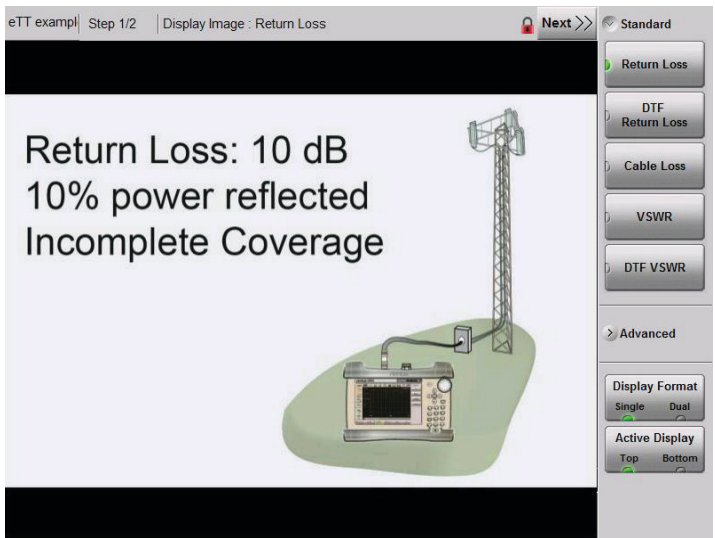 eTT exampl Step 1/2 Display Image : Return Loss Next >>
Return Loss: 10 dB
10% power reflected
Incomplete Coverage
Standard
Return Loss
DTF
Return Loss
Cable Loss
VSWR
DTF VSWR
Advanced
Display Format
Single Dual
Active Display
Top Bottom